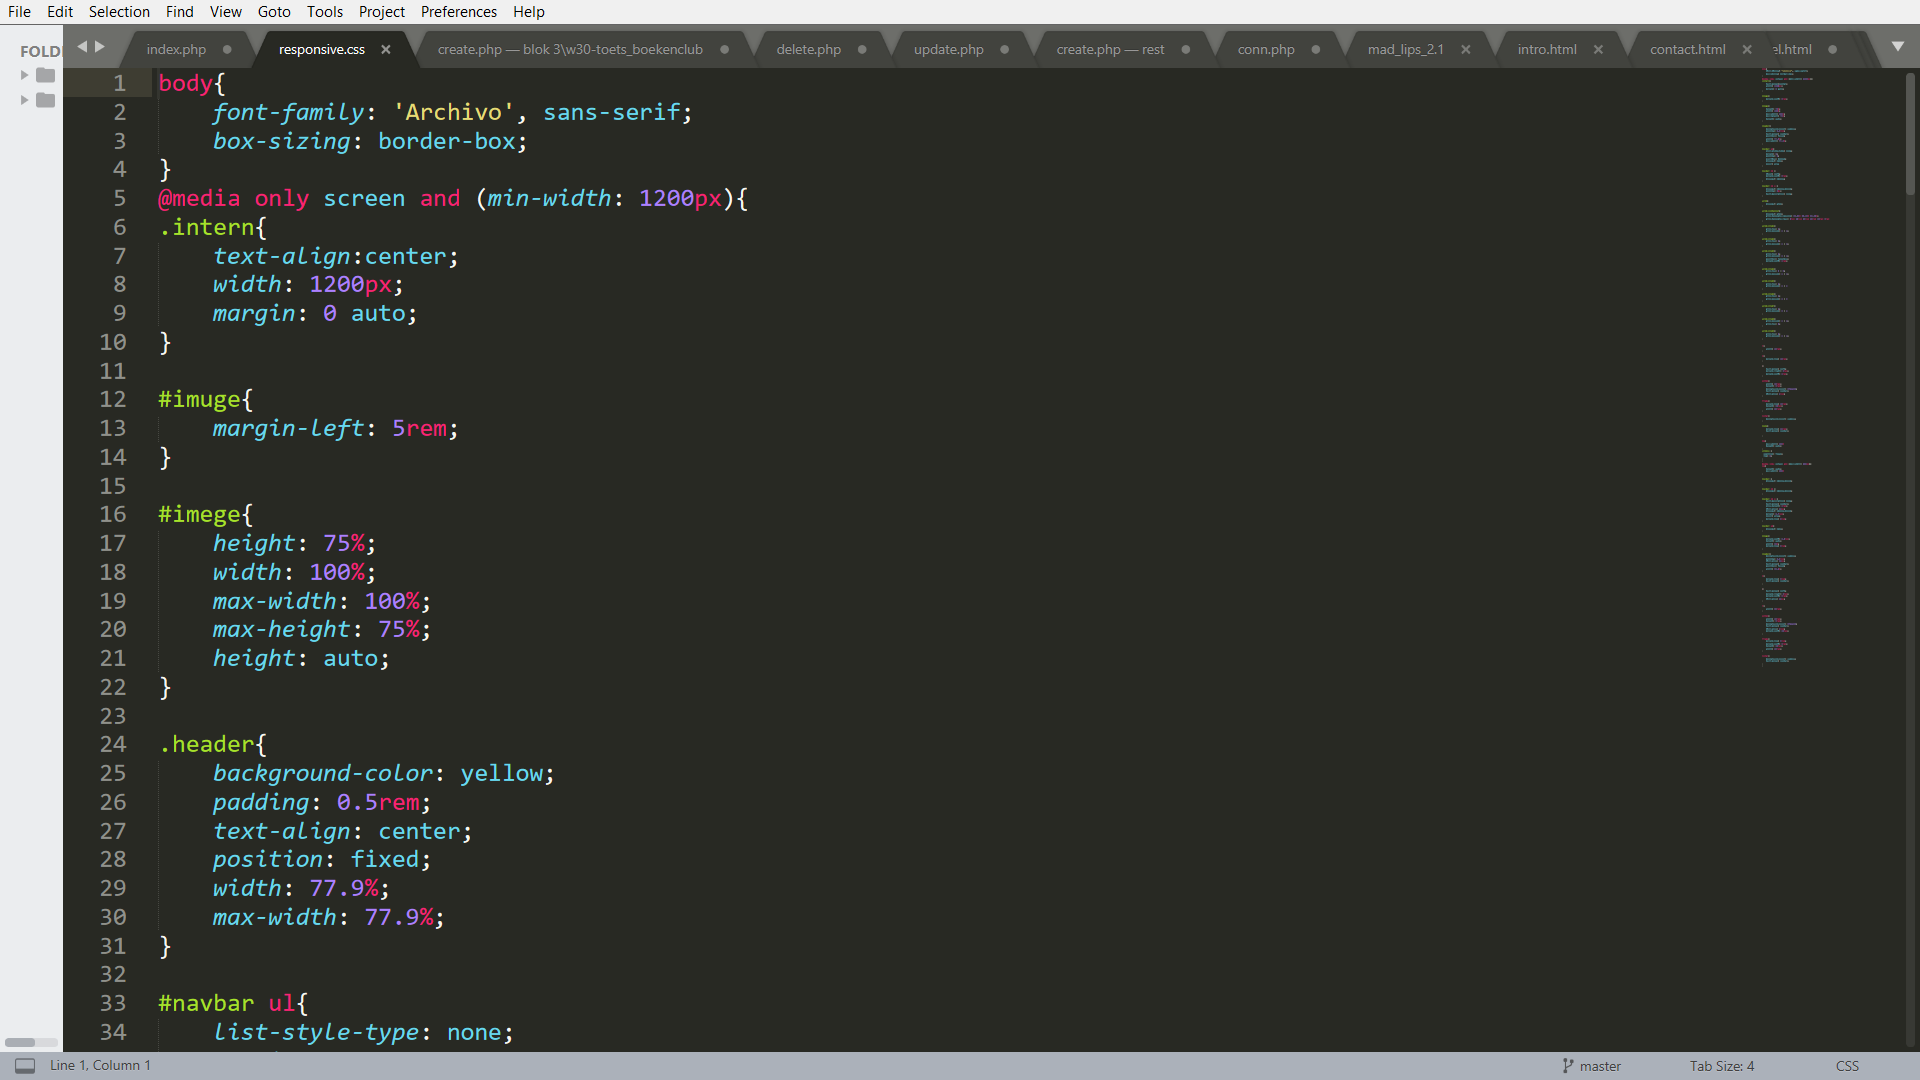 File Edit Selection Find View Goto Tools Project Preferences Help
FOLD
index.php
responsive.css
create.php — blok 3\w30-toets_boekenclub
delete.php
update.php
create.php — rest
conn.php
mad_lips_2.1
intro.html
contact.html
el.html
1 body{
2 font-family: 'Archivo', sans-serif;
3 box-sizing: border-box;
4 }
5 @media only screen and (min-width: 1200px){
6 .intern{
7 text-align:center;
8 width: 1200px;
9 margin: 0 auto;
10 }
11
12 #imuge{
13 margin-left: 5rem;
14 }
15
16 #imege{
17 height: 75%;
18 width: 100%;
19 max-width: 100%;
20 max-height: 75%;
21 height: auto;
22 }
23
24 .header{
25 background-color: yellow;
26 padding: 0.5rem;
27 text-align: center;
28 position: fixed;
29 width: 77.9%;
30 max-width: 77.9%;
31 }
32
33 #navbar ul{
34 list-style-type: none;
Line 1, Column 1
master
Tab Size: 4
CSS